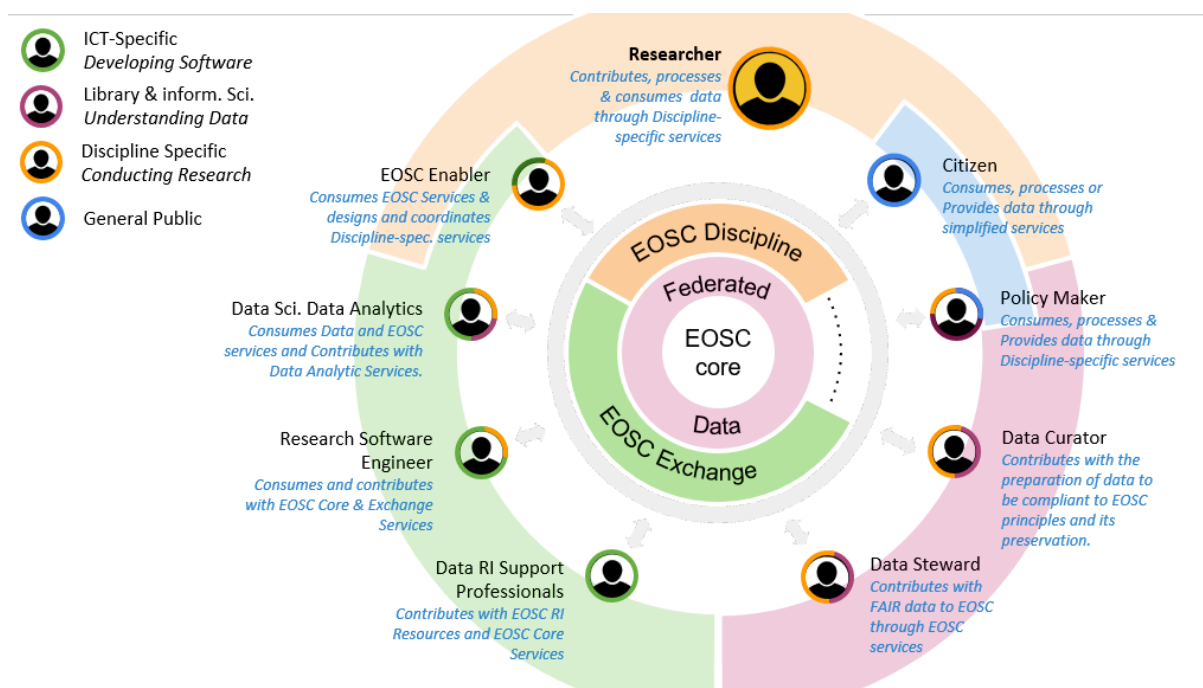 ICT-Specific
Developing Software
Library & inform. Sci.
Understanding Data
Discipline Specific
Conducting Research
General Public
Researcher
Contributes, processes
& consumes data
through Discipline-
specific services
EOSC Enabler
Consumes EOSC Services &
designs and coordinates
Discipline-spec. services
Citizen
Consumes, processes or
Provides data through
simplified services
Data Sci. Data Analytics
Consumes Data and EOSC
services and Contributes with
Data Analytic Services.
Policy Maker
Consumes, processes &
Provides data through
Discipline-specific services
EOSC Discipline
Federated
EOSC
core
Data
EOSC Exchange
Research Software
Engineer
Consumes and contributes
with EOSC Core & Exchange
Services
Data Curator
Contributes with the
preparation of data to
be compliant to EOSC
principles and its
preservation.
Data RI Support
Professionals
Contributes with EOSC RI
Resources and EOSC Core
Services
Data Steward
Contributes with
FAIR data to EOSC
through EOSC
services